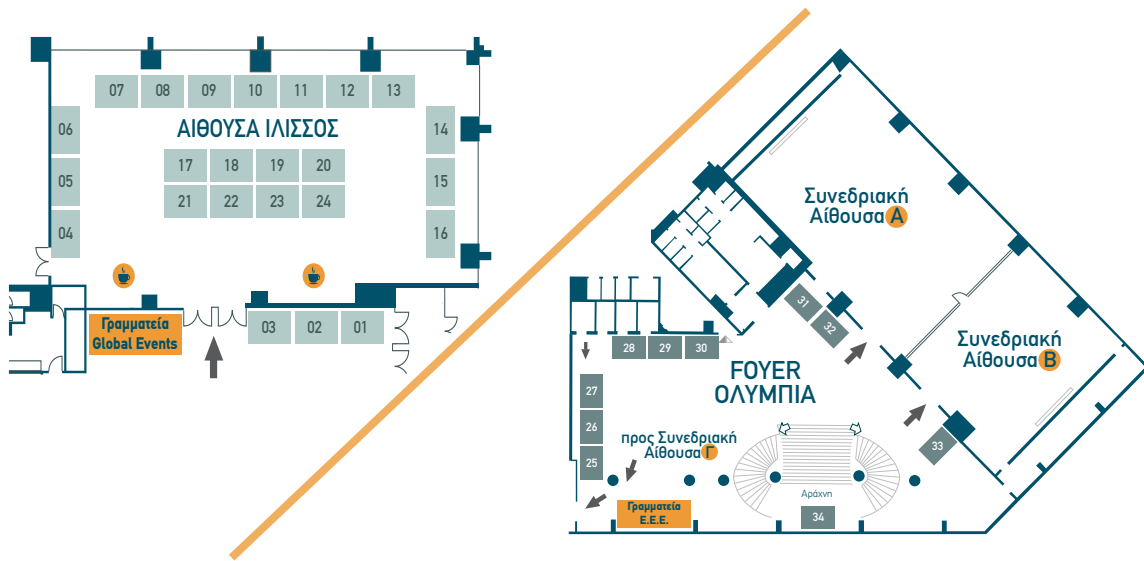 07 08 09 10 11 12 13
06
05
04
ΑΙΘΟΥΣΑ ΙΛΙΣΣΟΣ
17 18 19 20
21 22 23 24
14
15
16
Γραμματεία
Global Events
03 02 01
Συνεδριακή
Αίθουσα Α
Συνεδριακή
Αίθουσα Β
31
32
28 29 30
FOYER
ΟΛΥΜΠΙΑ
27
26
25
προς Συνεδριακή
Αίθουσα Γ
33
Γραμματεία
Ε.Ε.Ε.
Αράχνη
34